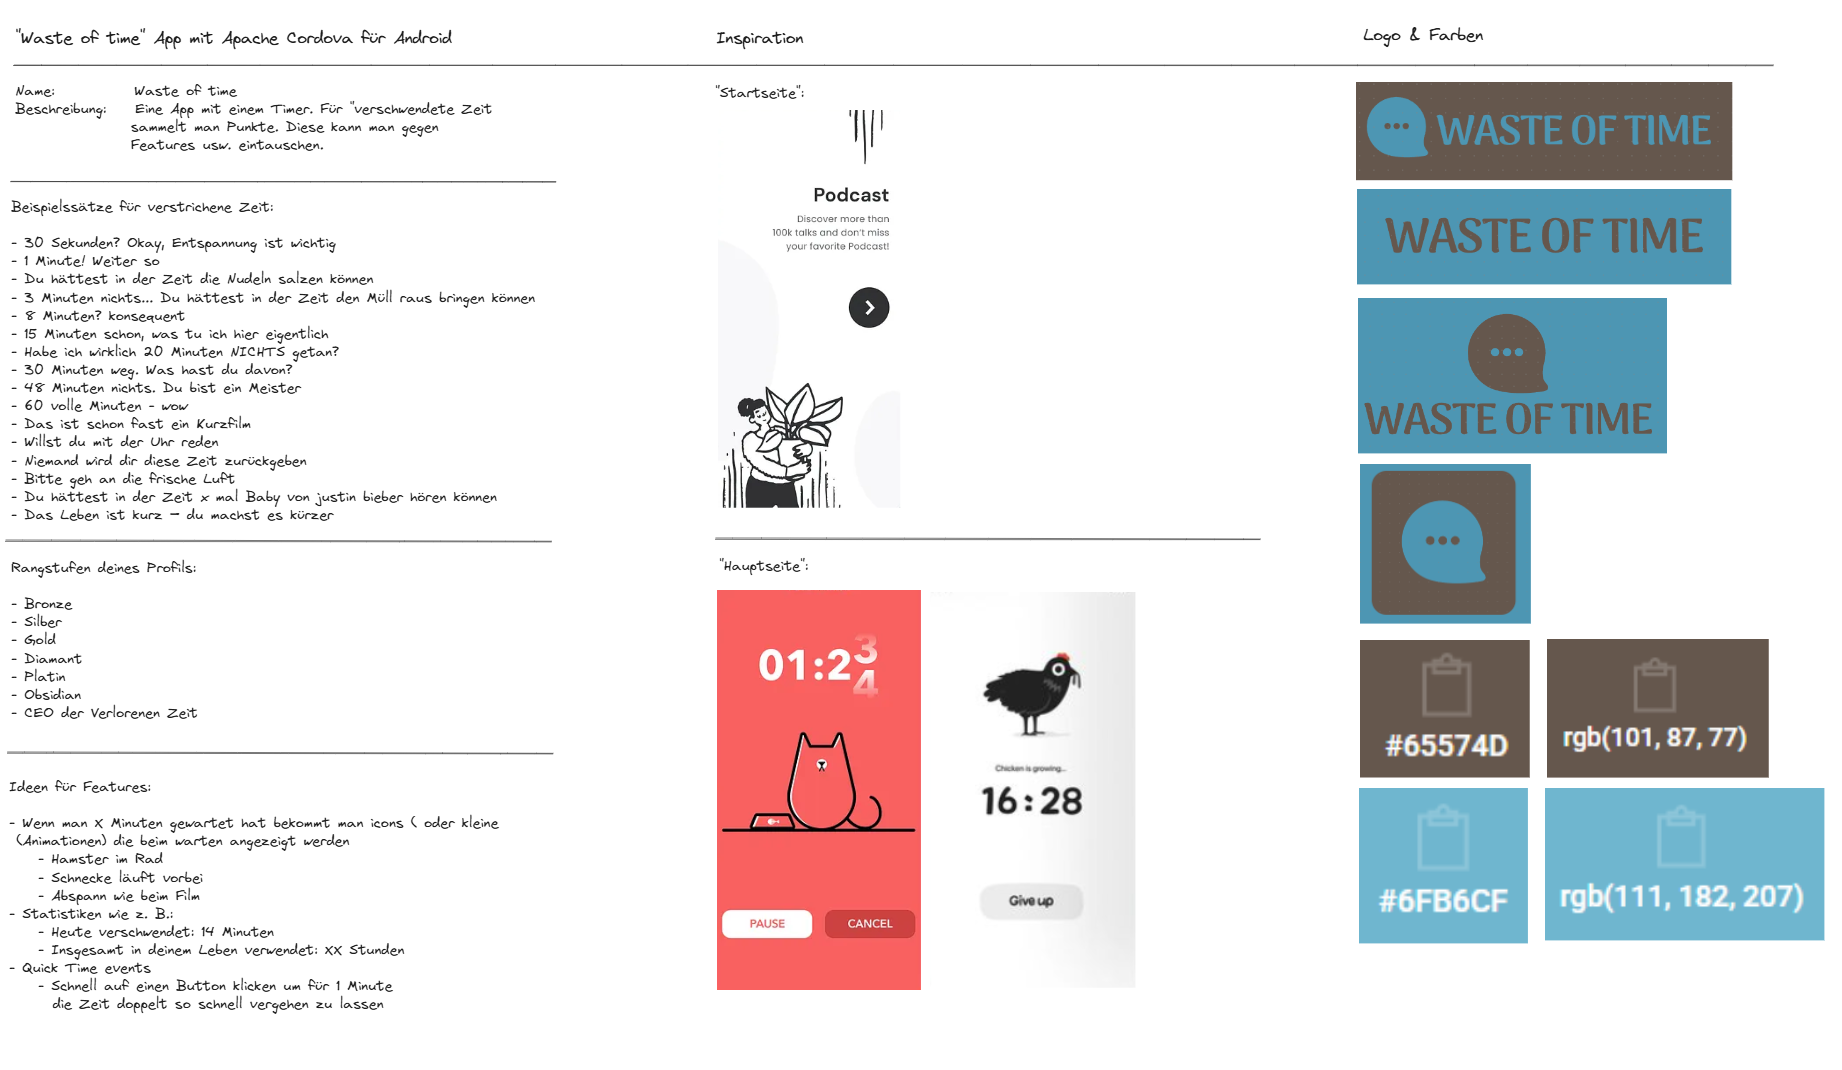 "Waste of time" App mit Apache Cordova für Android
Name: Waste of time
Beschreibung: Eine App mit einem Timer. Für "verschwendete Zeit
sammelt man Punkte. Diese kann man gegen
Features usw. eintauschen.
Beispielssätze für verstrichene Zeit:
- 30 Sekunden? Okay, Entspannung ist wichtig
- 1 Minute! Weiter so
- Du hättest in der Zeit die Nudeln salzen können
- 3 Minuten nichts... Du hättest in der Zeit den Müll raus bringen können
- 8 Minuten? konsequent
- 15 Minuten schon, was tu ich hier eigentlich
- Habe ich wirklich 20 Minuten NICHTS getan?
- 30 Minuten weg. Was hast du davon?
- 48 Minuten nichts. Du bist ein Meister
- 60 volle Minuten - wow
- Das ist schon fast ein Kurzfilm
- Willst du mit der Uhr reden
- Niemand wird dir diese Zeit zurückgeben
- Bitte geh an die frische Luft
- Du hättest in der Zeit x mal Baby von justin bieber hören können
- Das Leben ist kurz – du machst es kürzer
Rangstufen deines Profils:
- Bronze
- Silber
- Gold
- Diamant
- Platin
- Obsidian
- CEO der Verlorenen Zeit
Ideen für Features:
- Wenn man X Minuten gewartet hat bekommt man icons ( oder kleine
(Animationen) die beim warten angezeigt werden
- Hamster im Rad
- Schnecke läuft vorbei
- Abspann wie beim Film
- Statistiken wie z. B.:
- Heute verschwendet: 14 Minuten
- Insgesamt in deinem Leben verwendet: XX Stunden
- Quick Time events
- Schnell auf einen Button klicken um für 1 Minute
die Zeit doppelt so schnell vergehen zu lassen
Inspiration
"Startseite":
Podcast
Discover more than
100k talks and don't miss
your favorite Podcast!
"Hauptseite":
01:2
3
4
PAUSE
CANCEL
Chicken is growing...
16:28
Give up
Logo & Farben
WASTE OF TIME
WASTE OF TIME
WASTE OF TIME
#65574D
rgb(101, 87, 77)
#6FB6CF
rgb(111, 182, 207)